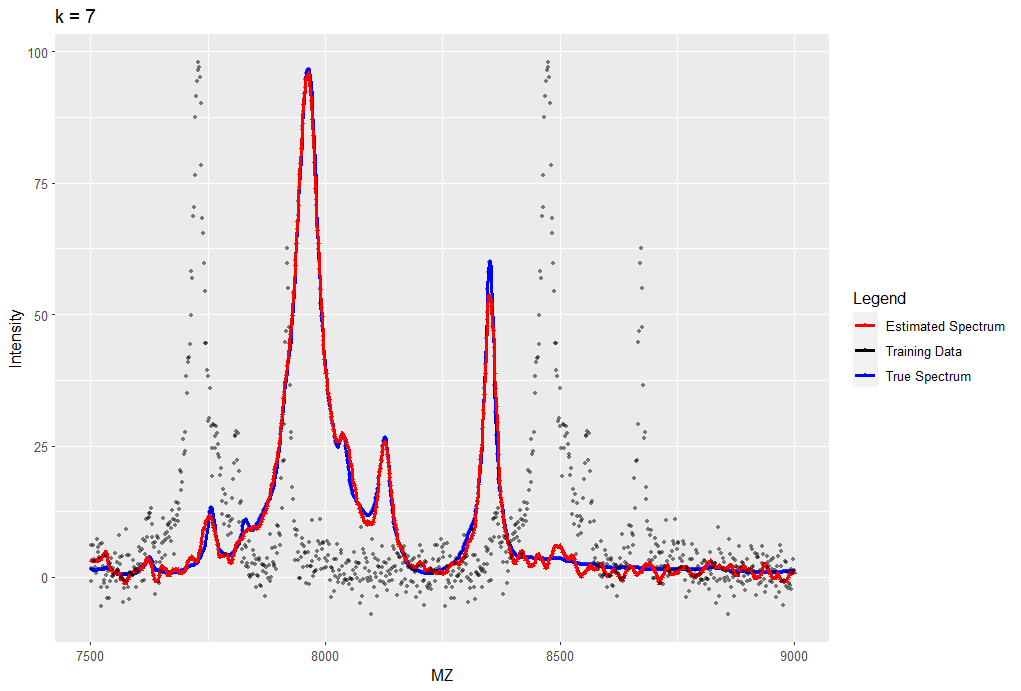 k = 7
100
75
50
25
0
Intensity
7500 8000 8500 9000
MZ
Legend
Estimated Spectrum
Training Data
True Spectrum